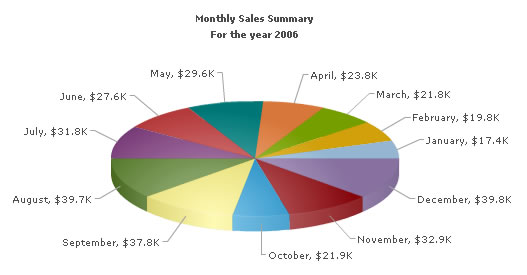 Monthly Sales Summary
For the year 2006
May, $29.6K
April, $23.8K
June, $27.6K
March, $21.8K
February, $19.8K
July, $31.8K
January, $17.4K
August, $39.7K
December, $39.8K
September, $37.8K
November, $32.9K
October, $21.9K